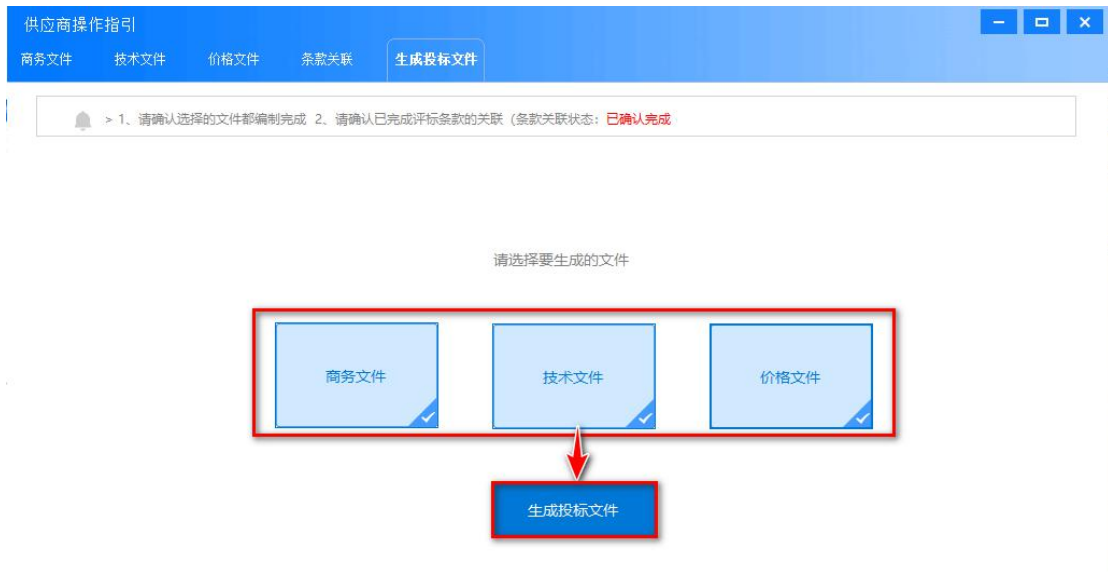 供应商操作指引
商务文件 技术文件 价格文件 条款关联 生成投标文件
> 1、请确认选择的文件都编制完成 2、请确认已完成评标条款的关联（条款关联状态：已确认完成
请选择要生成的文件
商务文件 技术文件 价格文件
生成投标文件